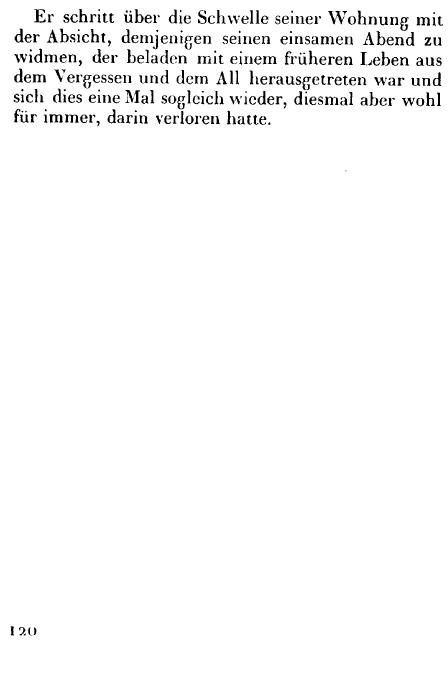 Er schritt über die Schwelle seiner Wohnung mit
der Absicht, demjenigen seinen einsamen Abend zu
widmen, der beladen mit einem früheren Leben aus
dem Vergessen und dem All herausgetreten war und
sich dies eine Mal sogleich wieder, diesmal aber wohl
für immer, darin verloren hatte.
120